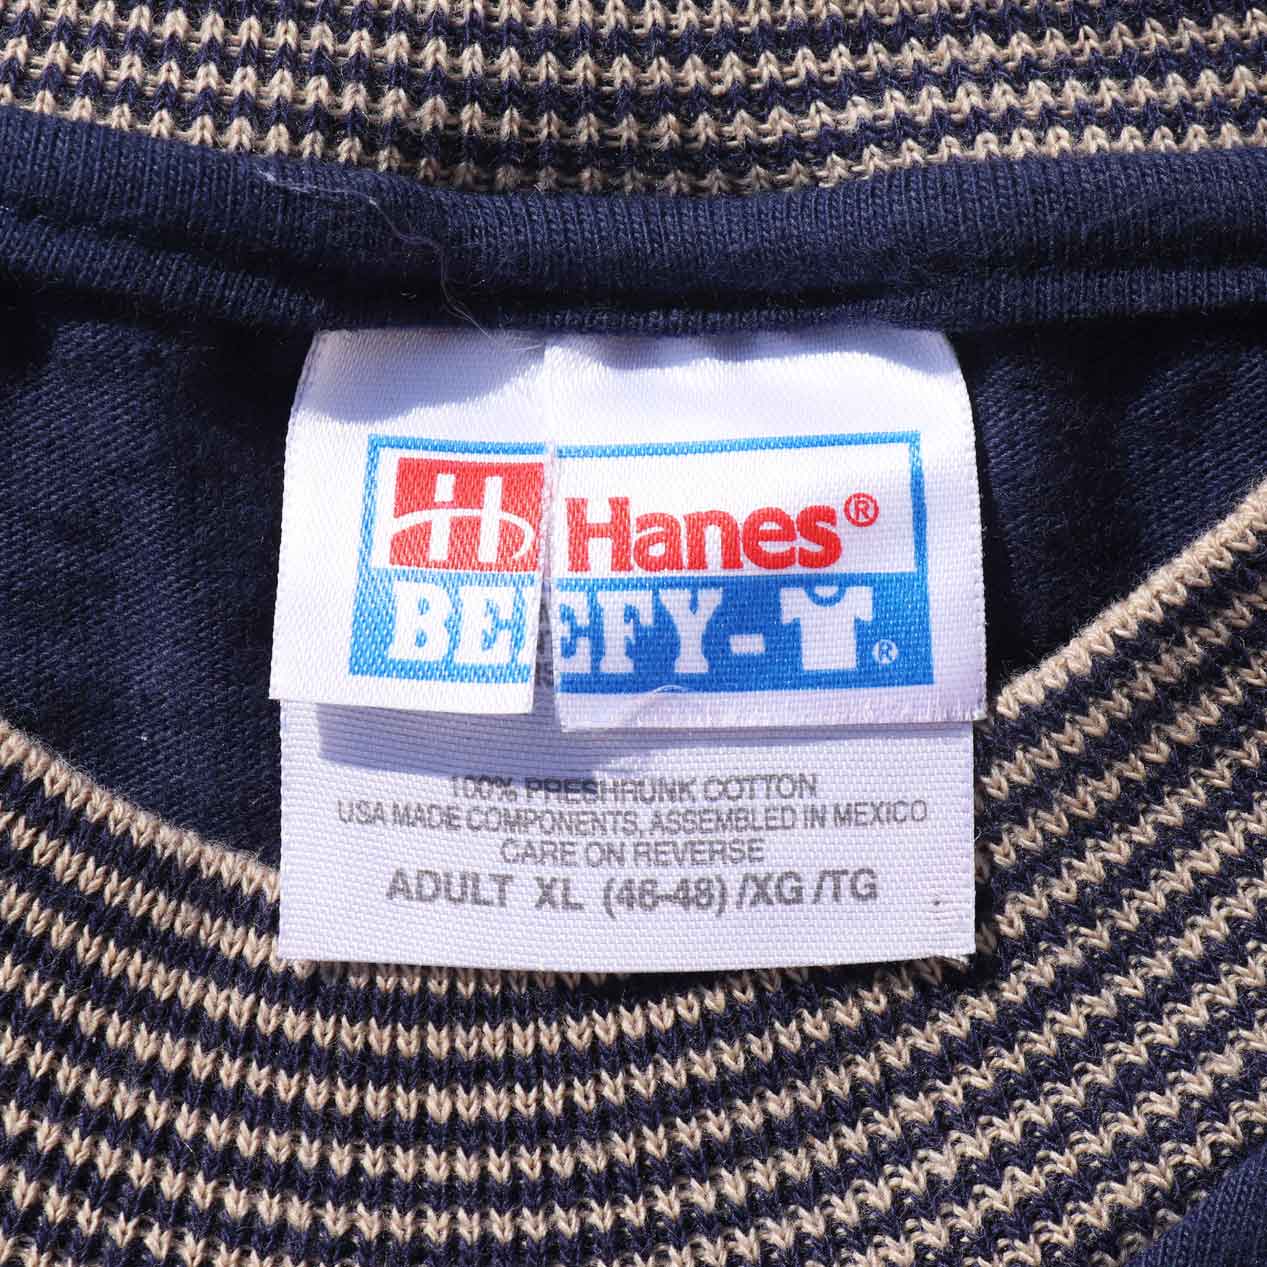 Hanes®
BEEFY-T®
100% PRESHRUNK COTTON
USA MADE COMPONENTS, ASSEMBLED IN MEXICO
CARE ON REVERSE
ADULT XL (46-48) /XG /TG